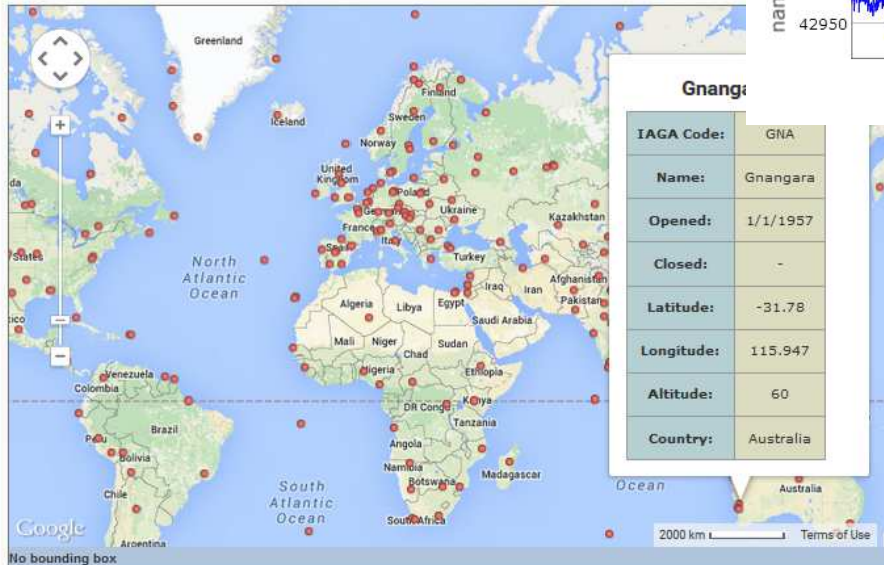 Greenland
Iceland
Finland
Sweden
Norway
United
Kingdom
Poland
Ukraine
France
Italy
Kazakhstan
Turkey
States
North
Atlantic
Ocean
Algeria
Libya
Egypt
Iraq
Iran
Afghanistan
Pakistan
Saudi Arabia
Mali
Niger
Chad
Sudan
Nigeria
Ethiopia
Venezuela
Colombia
DR Congo
Kenya
Tanzania
Brazil
Peru
Bolivia
Angola
Namibia
Botswana
Madagascar
Chile
South
Atlantic
Ocean
South Africa
Argentina
Google
No bounding box
42950
Gnanga
IAGA Code: GNA
Name: Gnangara
Opened: 1/1/1957
Closed: -
Latitude: -31.78
Longitude: 115.947
Altitude: 60
Country: Australia
Ocean
Australia
2000 km
Terms of Use